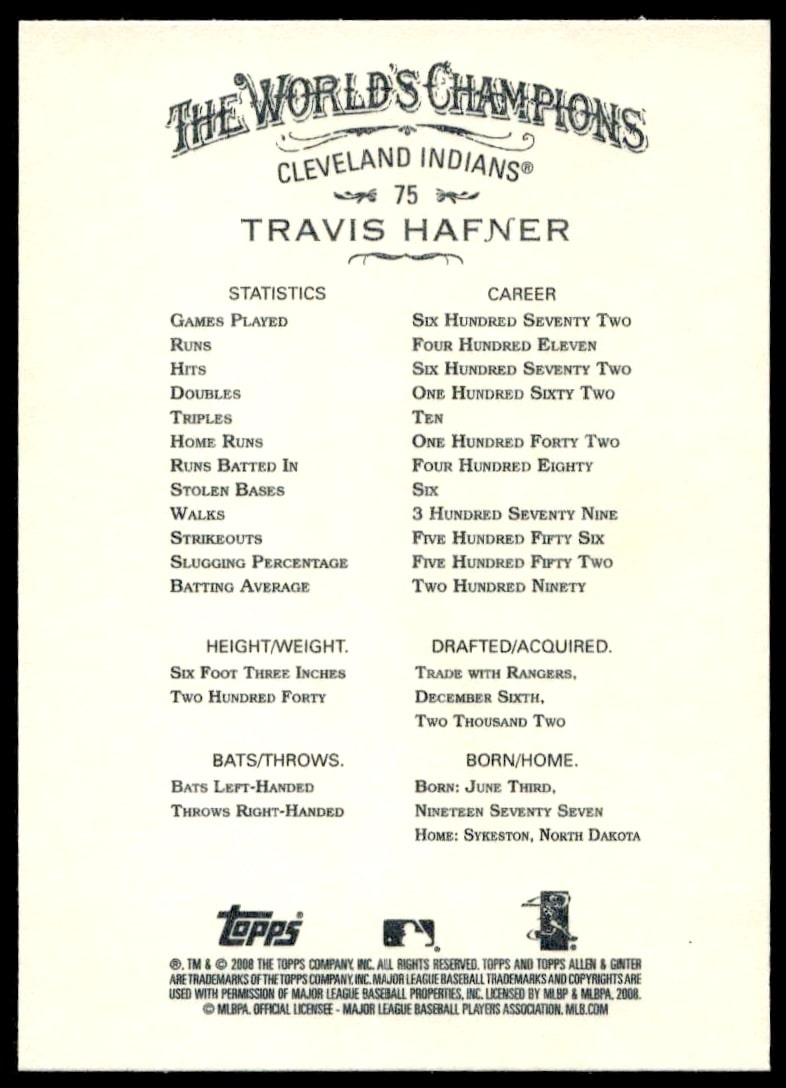 THE WORLD'S CHAMPIONS
CLEVELAND INDIANS®
75
TRAVIS HAFNER
STATISTICS CAREER
GAMES PLAYED SIX HUNDRED SEVENTY TWO
RUNS FOUR HUNDRED ELEVEN
HITS SIX HUNDRED SEVENTY TWO
DOUBLES ONE HUNDRED SIXTY TWO
TRIPLES TEN
HOME RUNS ONE HUNDRED FORTY TWO
RUNS BATTED IN FOUR HUNDRED EIGHTY
STOLEN BASES SIX
WALKS 3 HUNDRED SEVENTY NINE
STRIKEOUTS FIVE HUNDRED FIFTY SIX
SLUGGING PERCENTAGE FIVE HUNDRED FIFTY TWO
BATTING AVERAGE TWO HUNDRED NINETY
HEIGHT/WEIGHT.
SIX FOOT THREE INCHES
TWO HUNDRED FORTY
DRAFTED/ACQUIRED.
TRADE WITH RANGERS,
DECEMBER SIXTH,
TWO THOUSAND TWO
BATS/THROWS.
BATS LEFT-HANDED
THROWS RIGHT-HANDED
BORN/HOME.
BORN: JUNE THIRD,
NINETEEN SEVENTY SEVEN
HOME: SYKESTON, NORTH DAKOTA
Topps®
®, TM & © 2008 THE TOPPS COMPANY, INC. ALL RIGHTS RESERVED. TOPPS AND TOPPS ALLEN & GINTER
ARE TRADEMARKS OF THE TOPPS COMPANY, INC. MAJOR LEAGUE BASEBALL TRADEMARKS AND COPYRIGHTS ARE
USED WITH PERMISSION OF MAJOR LEAGUE BASEBALL PROPERTIES, INC. LICENSED BY MLBP & MLBPA, 2008.
© MLBPA. OFFICIAL LICENSEE - MAJOR LEAGUE BASEBALL PLAYERS ASSOCIATION. MLB.COM